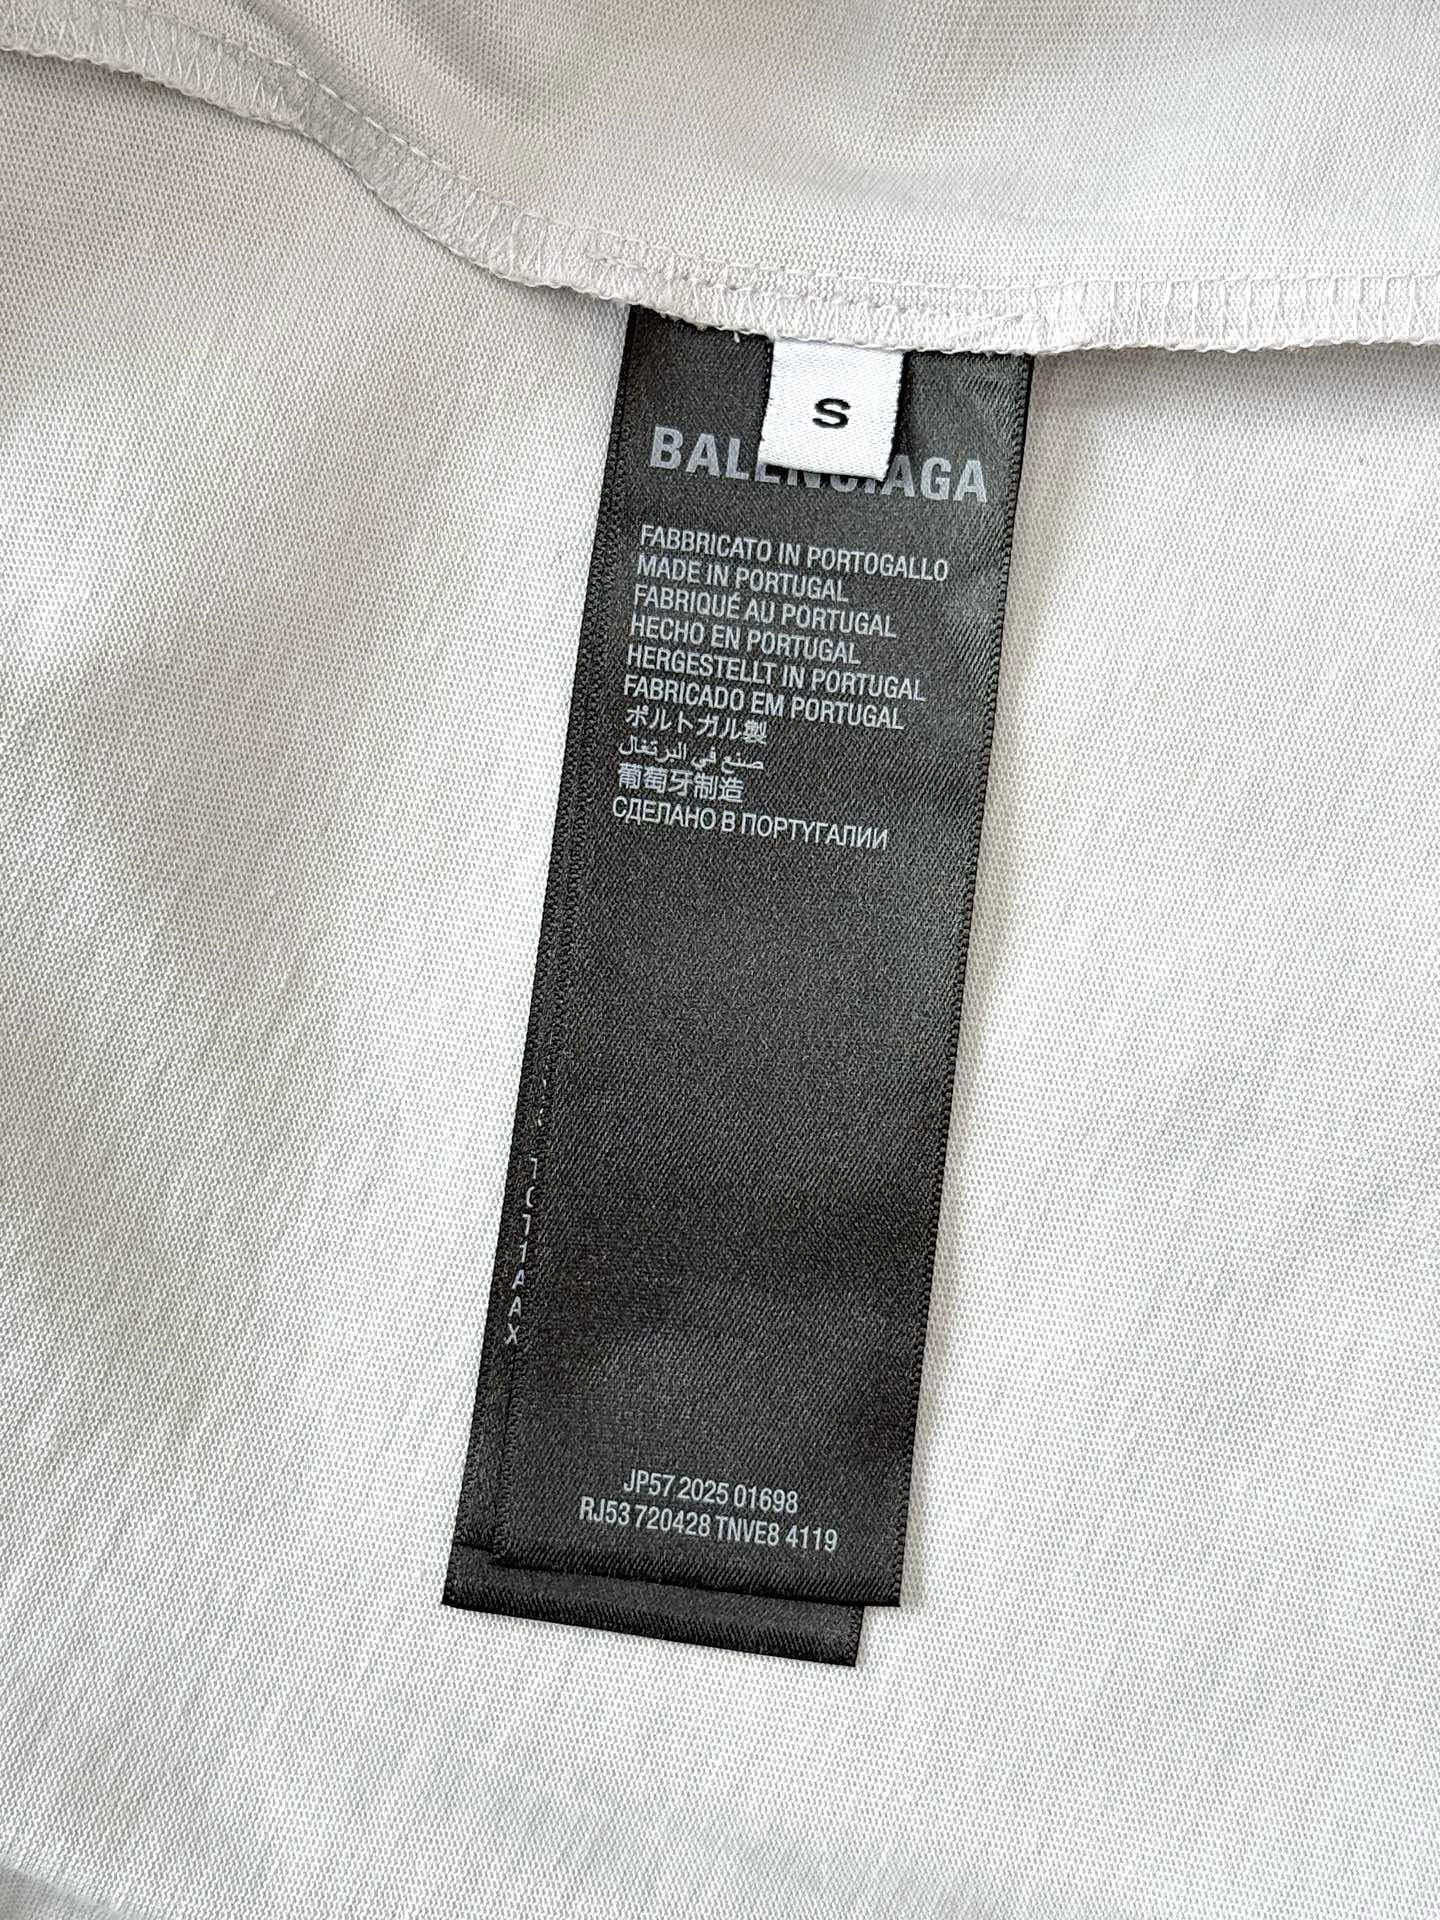 S
BALENCIAGA
FABBRICATO IN PORTOGALLO
MADE IN PORTUGAL
FABRIQUÉ AU PORTUGAL
HECHO EN PORTUGAL
HERGESTELLT IN PORTUGAL
FABRICADO EM PORTUGAL
ポルトガル製
صنع في البرتغال
葡萄牙制造
СДЕЛАНО В ПОРТУГАЛИИ
JP57 2025 01698
RJ53 720428 TNVE8 4119